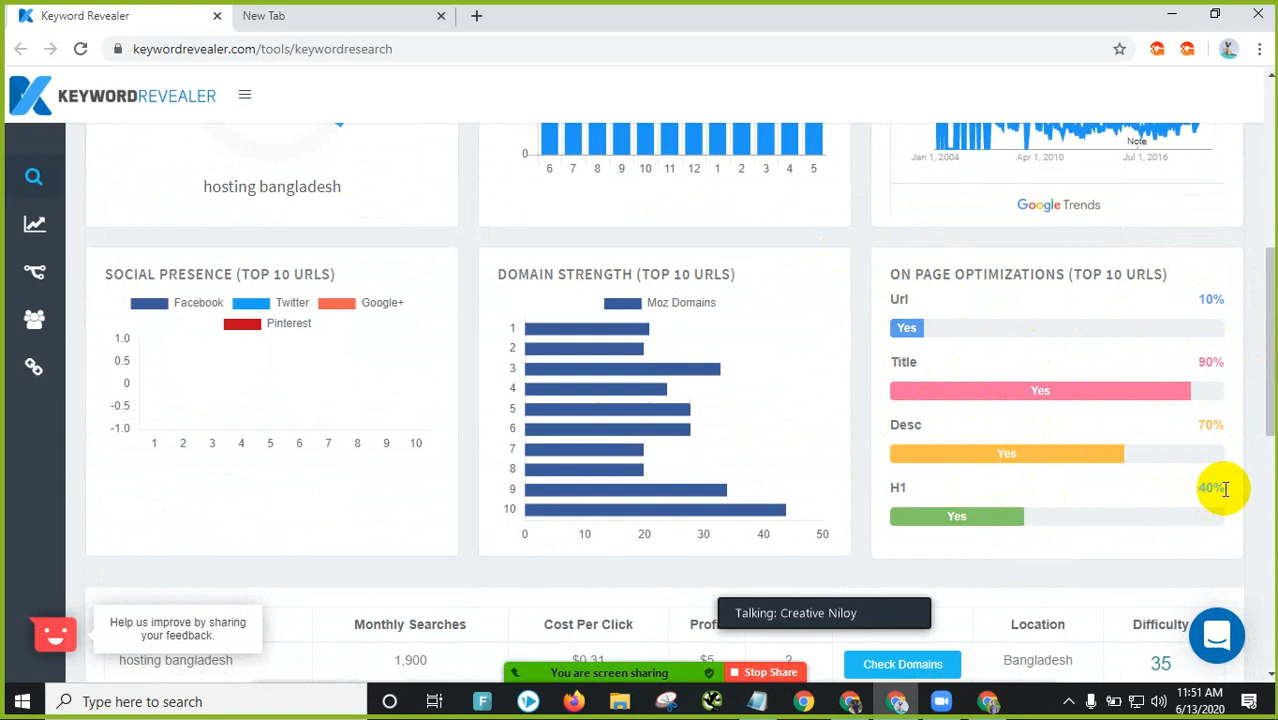 Keyword Revealer
New Tab
keywordrevealer.com/tools/keywordresearch
KEYWORDREVEALER
hosting bangladesh
0
6 7 8 9 10 11 12 1 2 3 4 5
Note
Jan 1, 2004 Apr 1, 2010 Jul 1, 2016
Google Trends
SOCIAL PRESENCE (TOP 10 URLS)
Facebook Twitter Google+
Pinterest
1.0
0.5
0
-0.5
-1.0
1 2 3 4 5 6 7 8 9 10
DOMAIN STRENGTH (TOP 10 URLS)
Moz Domains
1
2
3
4
5
6
7
8
9
10
0 10 20 30 40 50
ON PAGE OPTIMIZATIONS (TOP 10 URLS)
Url 10%
Yes
Title 90%
Yes
Desc 70%
Yes
H1 40%
Yes
Help us improve by sharing
your feedback.
Monthly Searches Cost Per Click Location Difficulty
Talking: Creative Niloy
hosting bangladesh 1,900 $0.31 $5 2 Check Domains Bangladesh 35
You are screen sharing Stop Share
Type here to search
11:51 AM
6/13/2020